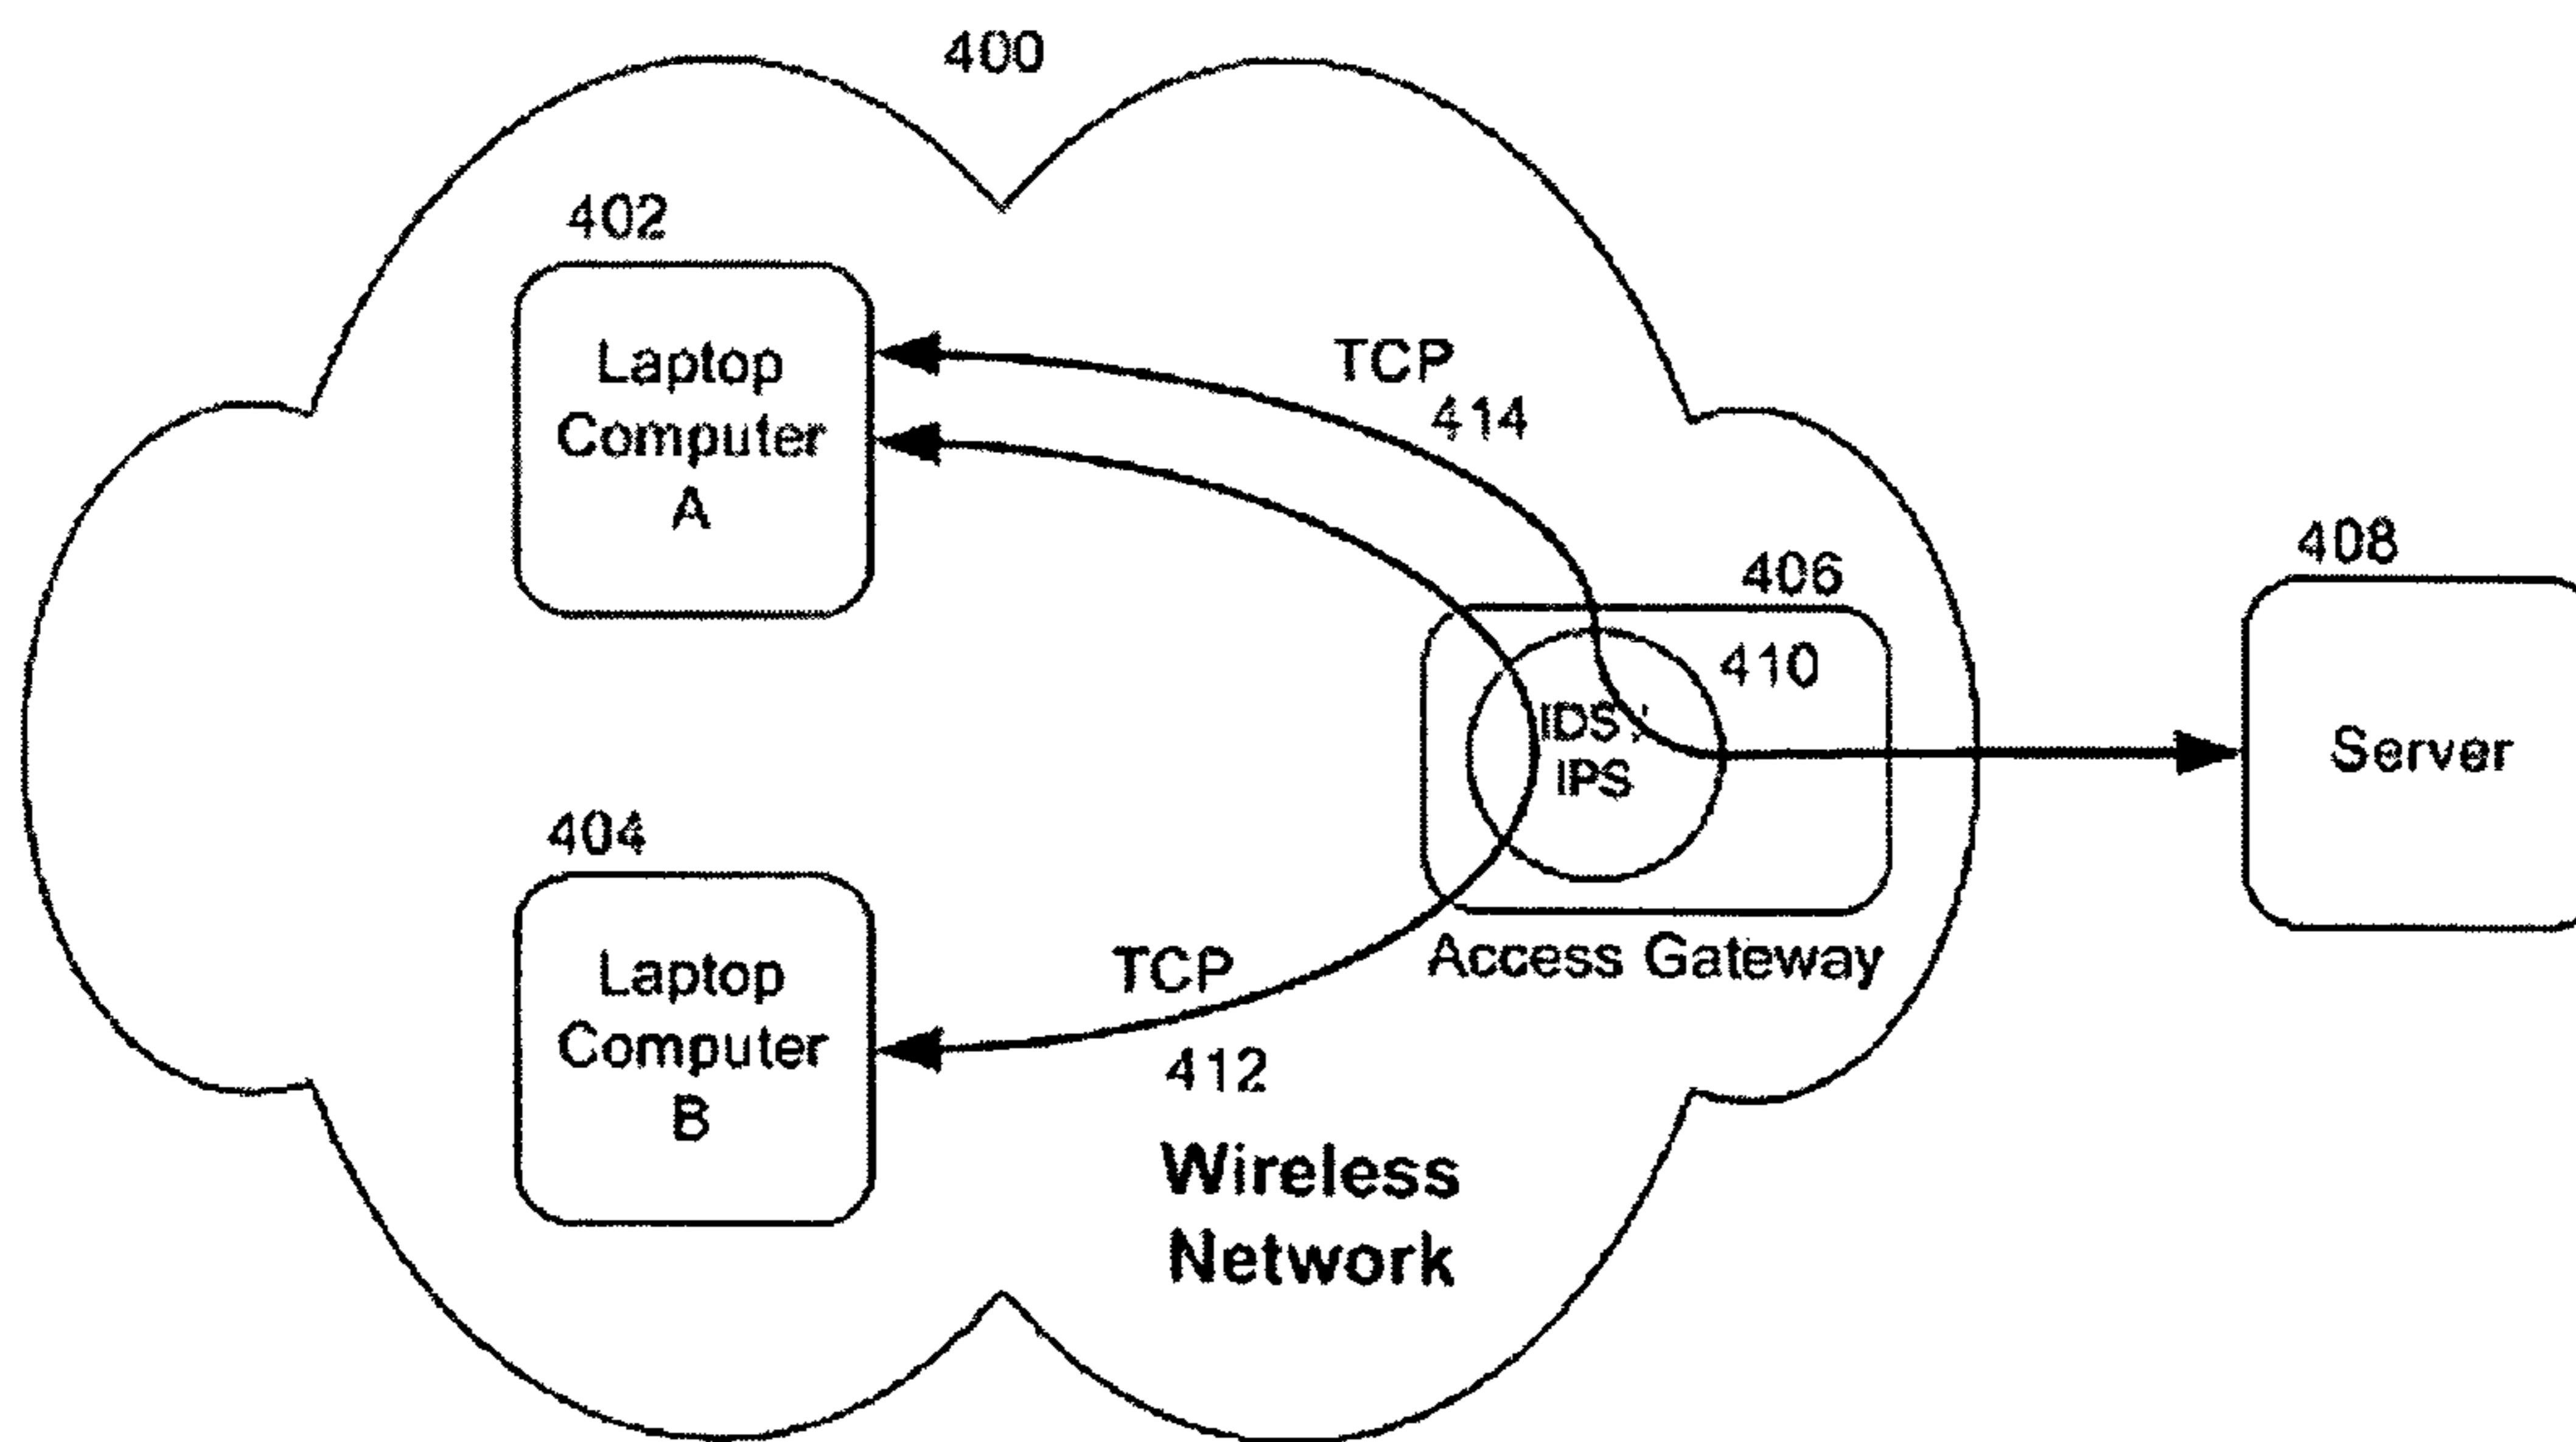 400
402
Laptop
Computer
A
TCP
414
406
410
IDS /
IPS
Access Gateway
408
Server
404
Laptop
Computer
B
TCP
412
Wireless
Network